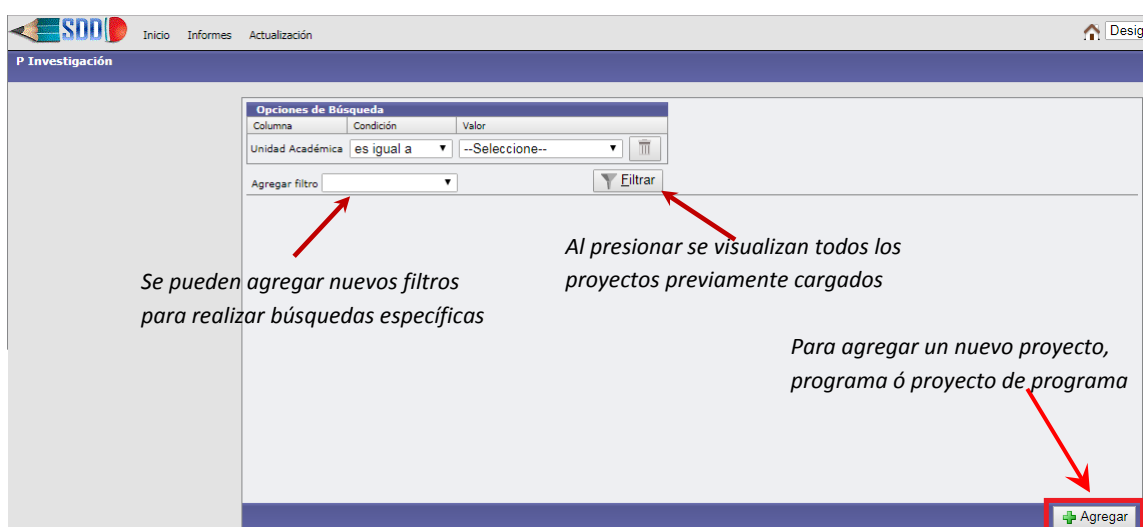 SDD Inicio Informes Actualización Desig
P Investigación
Opciones de Búsqueda
Columna Condición Valor
Unidad Académica es igual a --Seleccione--
Agregar filtro Filtrar
Al presionar se visualizan todos los
proyectos previamente cargados
Se pueden agregar nuevos filtros
para realizar búsquedas específicas
Para agregar un nuevo proyecto,
programa ó proyecto de programa
Agregar